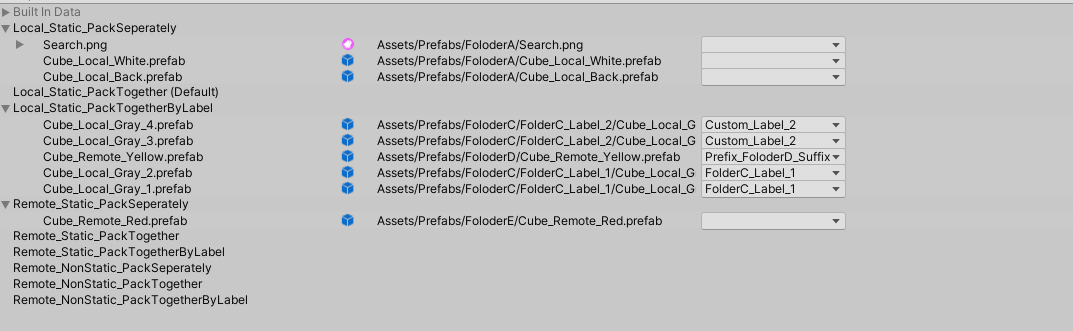 Built In Data
Local_Static_PackSeperately
Search.png Assets/Prefabs/FoloderA/Search.png
Cube_Local_White.prefab Assets/Prefabs/FoloderA/Cube_Local_White.prefab
Cube_Local_Back.prefab Assets/Prefabs/FoloderA/Cube_Local_Back.prefab
Local_Static_PackTogether (Default)
Local_Static_PackTogetherByLabel
Cube_Local_Gray_4.prefab Assets/Prefabs/FoloderC/FolderC_Label_2/Cube_Local_G Custom_Label_2
Cube_Local_Gray_3.prefab Assets/Prefabs/FoloderC/FolderC_Label_2/Cube_Local_G Custom_Label_2
Cube_Remote_Yellow.prefab Assets/Prefabs/FoloderD/Cube_Remote_Yellow.prefab Prefix_FoloderD_Suffix
Cube_Local_Gray_2.prefab Assets/Prefabs/FoloderC/FolderC_Label_1/Cube_Local_G FolderC_Label_1
Cube_Local_Gray_1.prefab Assets/Prefabs/FoloderC/FolderC_Label_1/Cube_Local_G FolderC_Label_1
Remote_Static_PackSeperately
Cube_Remote_Red.prefab Assets/Prefabs/FoloderE/Cube_Remote_Red.prefab
Remote_Static_PackTogether
Remote_Static_PackTogetherByLabel
Remote_NonStatic_PackSeperately
Remote_NonStatic_PackTogether
Remote_NonStatic_PackTogetherByLabel